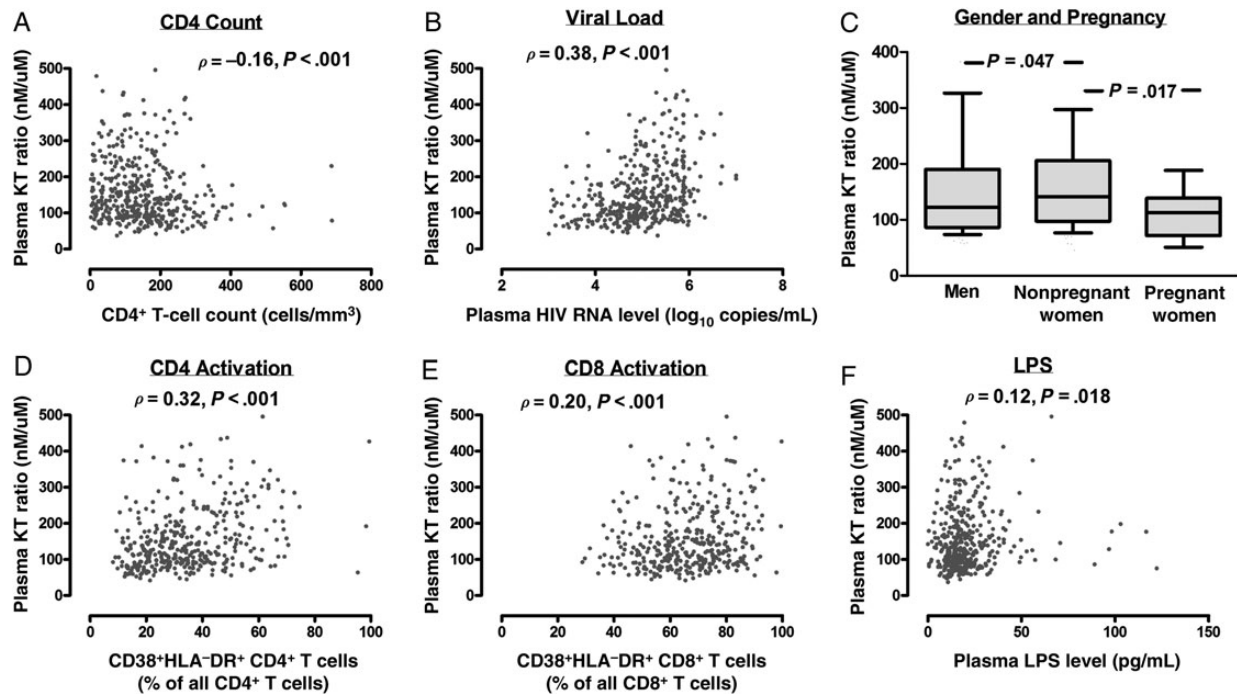 A
CD4 Count
ρ = –0.16, P < .001
Plasma KT ratio (nM/uM)
500
400
300
200
100
0
0 200 400 600 800
CD4⁺ T-cell count (cells/mm³)
B
Viral Load
ρ = 0.38, P < .001
Plasma KT ratio (nM/uM)
500
400
300
200
100
0
2 4 6 8
Plasma HIV RNA level (log₁₀ copies/mL)
C
Gender and Pregnancy
P = .047
P = .017
Plasma KT ratio (nM/uM)
400
300
200
100
0
Men
Nonpregnant
women
Pregnant
women
D
CD4 Activation
ρ = 0.32, P < .001
Plasma KT ratio (nM/uM)
500
400
300
200
100
0
0 20 40 60 80 100
CD38⁺HLA⁻DR⁺ CD4⁺ T cells
(% of all CD4⁺ T cells)
E
CD8 Activation
ρ = 0.20, P < .001
Plasma KT ratio (nM/uM)
500
400
300
200
100
0
0 20 40 60 80 100
CD38⁺HLA⁻DR⁺ CD8⁺ T cells
(% of all CD8⁺ T cells)
F
LPS
ρ = 0.12, P = .018
Plasma KT ratio (nM/uM)
500
400
300
200
100
0
0 50 100 150
Plasma LPS level (pg/mL)